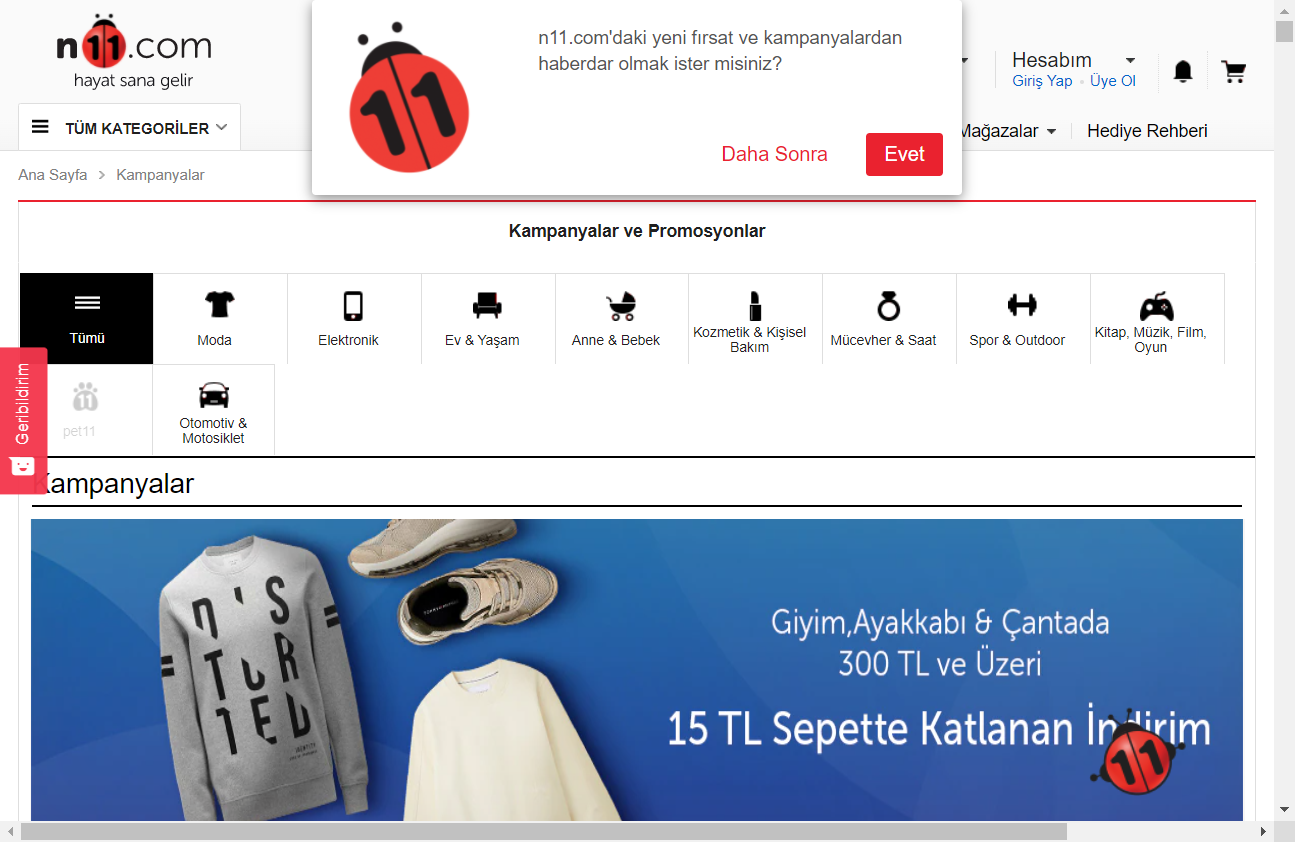 n11.com
hayat sana gelir
n11.com'daki yeni fırsat ve kampanyalardan
haberdar olmak ister misiniz?
11
Daha Sonra
Evet
Hesabım
Giriş Yap
Üye Ol
TÜM KATEGORİLER
Mağazalar
Hediye Rehberi
Ana Sayfa > Kampanyalar
Kampanyalar ve Promosyonlar
Tümü
Moda
Elektronik
Ev & Yaşam
Anne & Bebek
Kozmetik & Kişisel
Bakım
Mücevher & Saat
Spor & Outdoor
Kitap, Müzik, Film,
Oyun
11
pet11
Otomotiv &
Motosiklet
Geribildirim
Kampanyalar
Giyim,Ayakkabı & Çantada
300 TL ve Üzeri
15 TL Sepette Katlanan İndirim
11